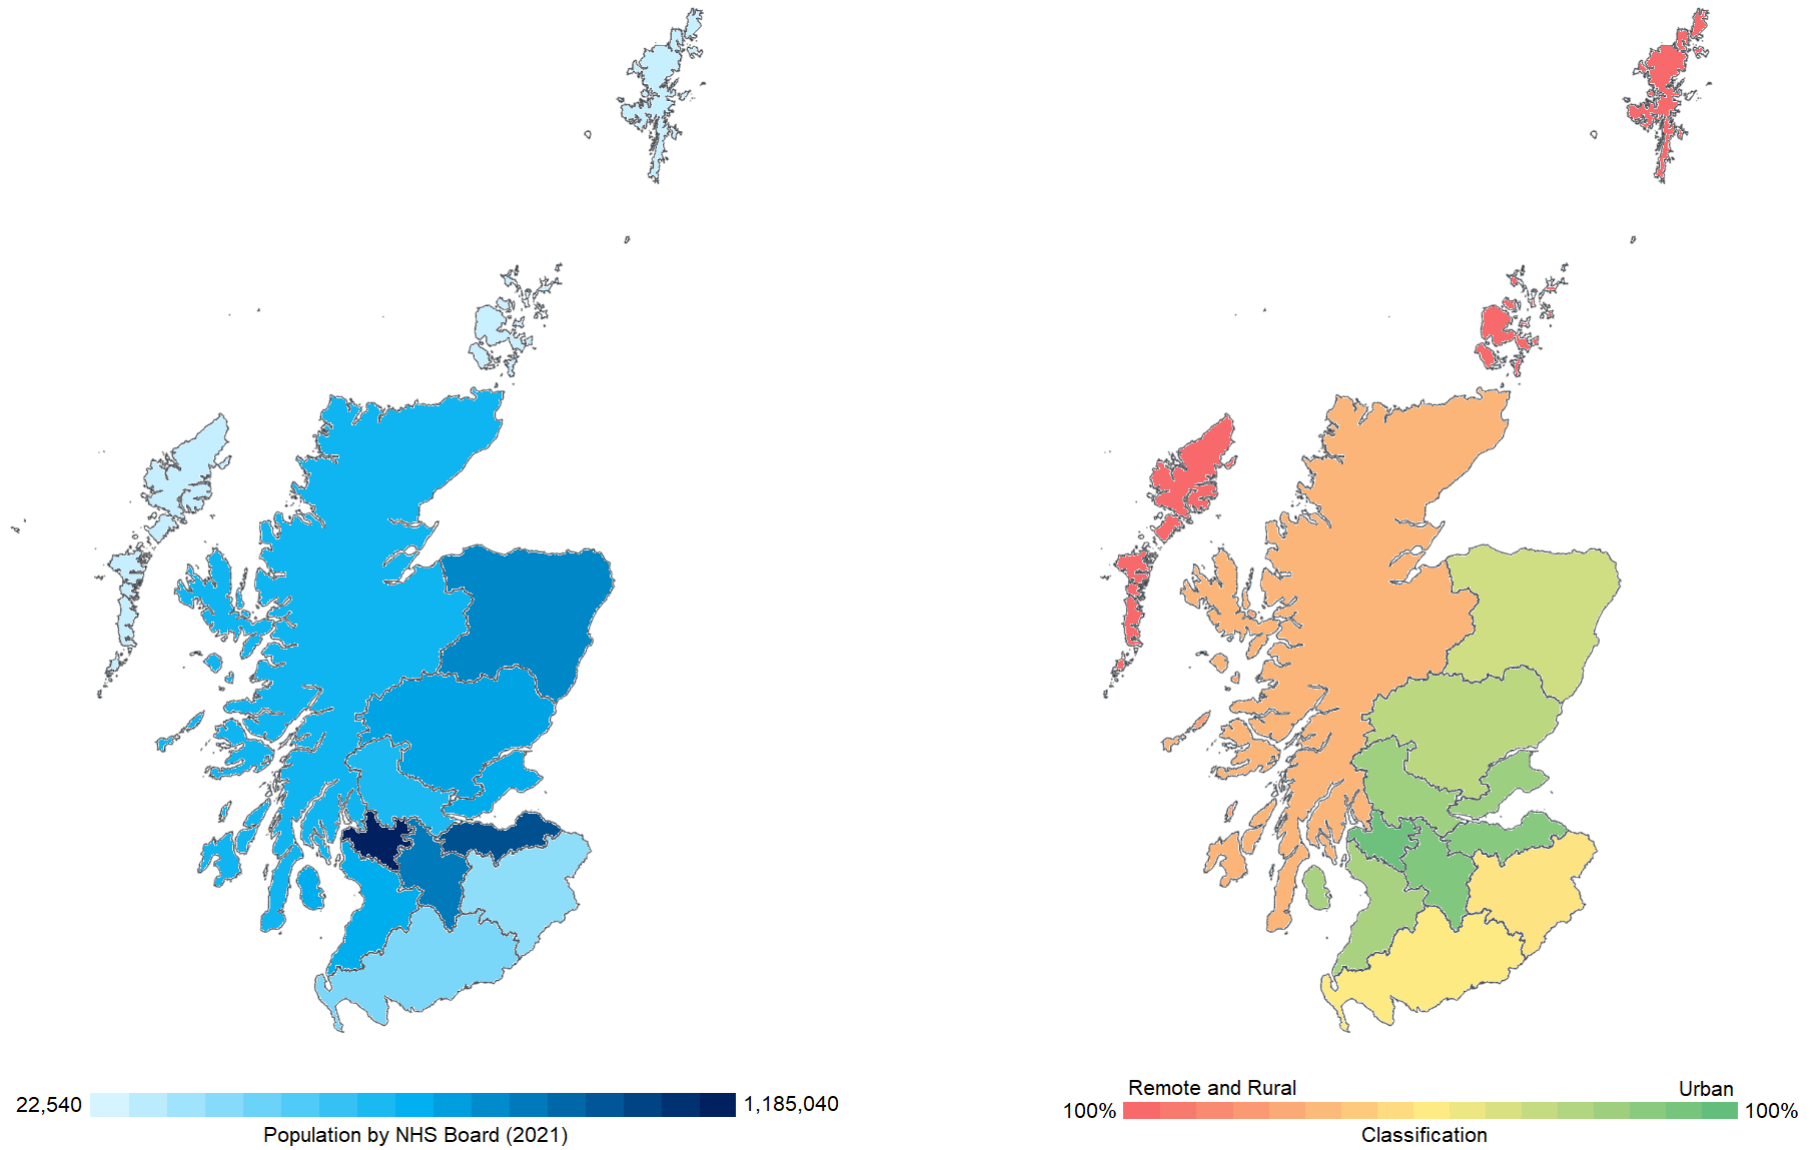 22,540
1,185,040
Population by NHS Board (2021)
Remote and Rural
Urban
100%
100%
Classification